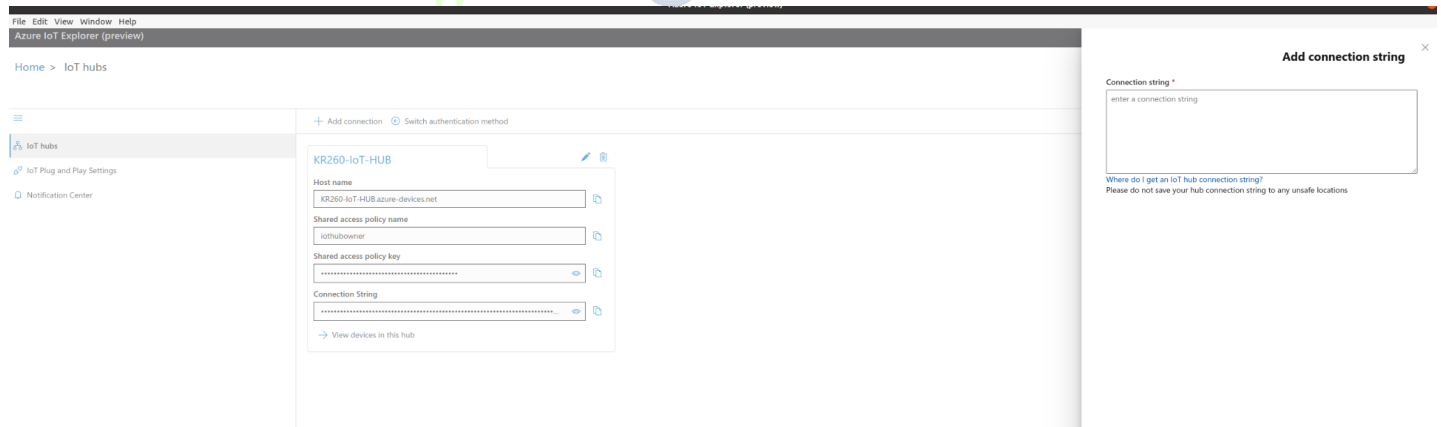 File Edit View Window Help
Azure IoT Explorer (preview)
Home > IoT hubs
IoT hubs
IoT Plug and Play Settings
Notification Center
+ Add connection Switch authentication method
KR260-IoT-HUB
Host name
KR260-IoT-HUB.azure-devices.net
Shared access policy name
iothubowner
Shared access policy key
Connection String
View devices in this hub
Add connection string
Connection string *
enter a connection string
Where do I get an IoT hub connection string?
Please do not save your hub connection string to any unsafe locations